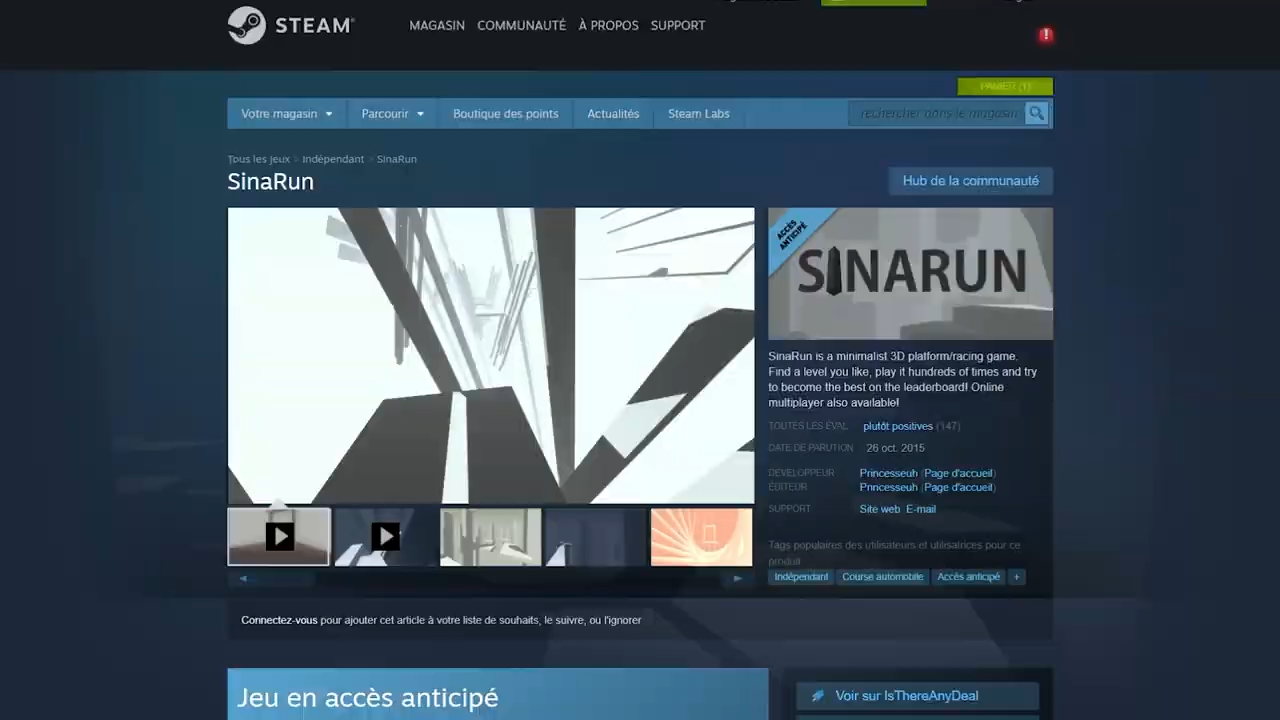 STEAM
MAGASIN COMMUNAUTÉ À PROPOS SUPPORT
PANIER (1)
Votre magasin Parcourir Boutique des points Actualités Steam Labs rechercher dans le magasin
Tous les jeux > Indépendant > SinaRun
SinaRun
Hub de la communauté
ACCÈS
ANTICIPÉ
SINARUN
SinaRun is a minimalist 3D platform/racing game.
Find a level you like, play it hundreds of times and try
to become the best on the leaderboard! Online
multiplayer also available!
TOUTES LES ÉVAL. plutôt positives (147)
DATE DE PARUTION 26 oct. 2015
DÉVELOPPEUR Princesseuh (Page d'accueil)
ÉDITEUR Princesseuh (Page d'accueil)
SUPPORT Site web E-mail
Tags populaires des utilisateurs et utilisatrices pour ce
produit
Indépendant Course automobile Accès anticipé +
Connectez-vous pour ajouter cet article à votre liste de souhaits, le suivre, ou l'ignorer
Jeu en accès anticipé
Voir sur IsThereAnyDeal